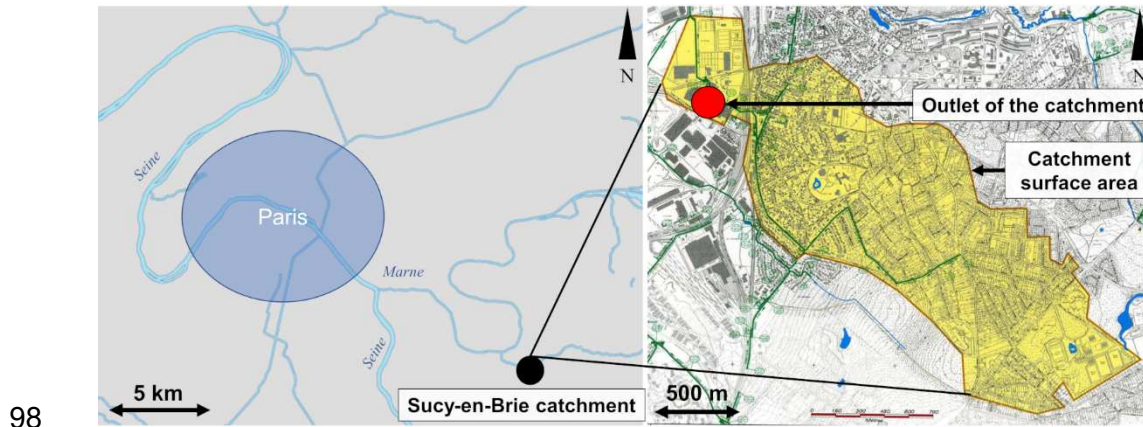 98
N
Seine
Paris
Marne
Seine
5 km
Sucy-en-Brie catchment
N
Outlet of the catchment
Catchment
surface area
500 m